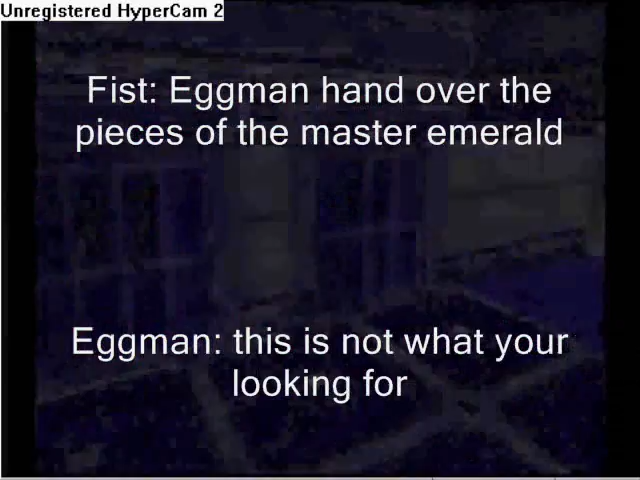 Unregistered HyperCam 2
Fist: Eggman hand over the
pieces of the master emerald
Eggman: this is not what your
looking for